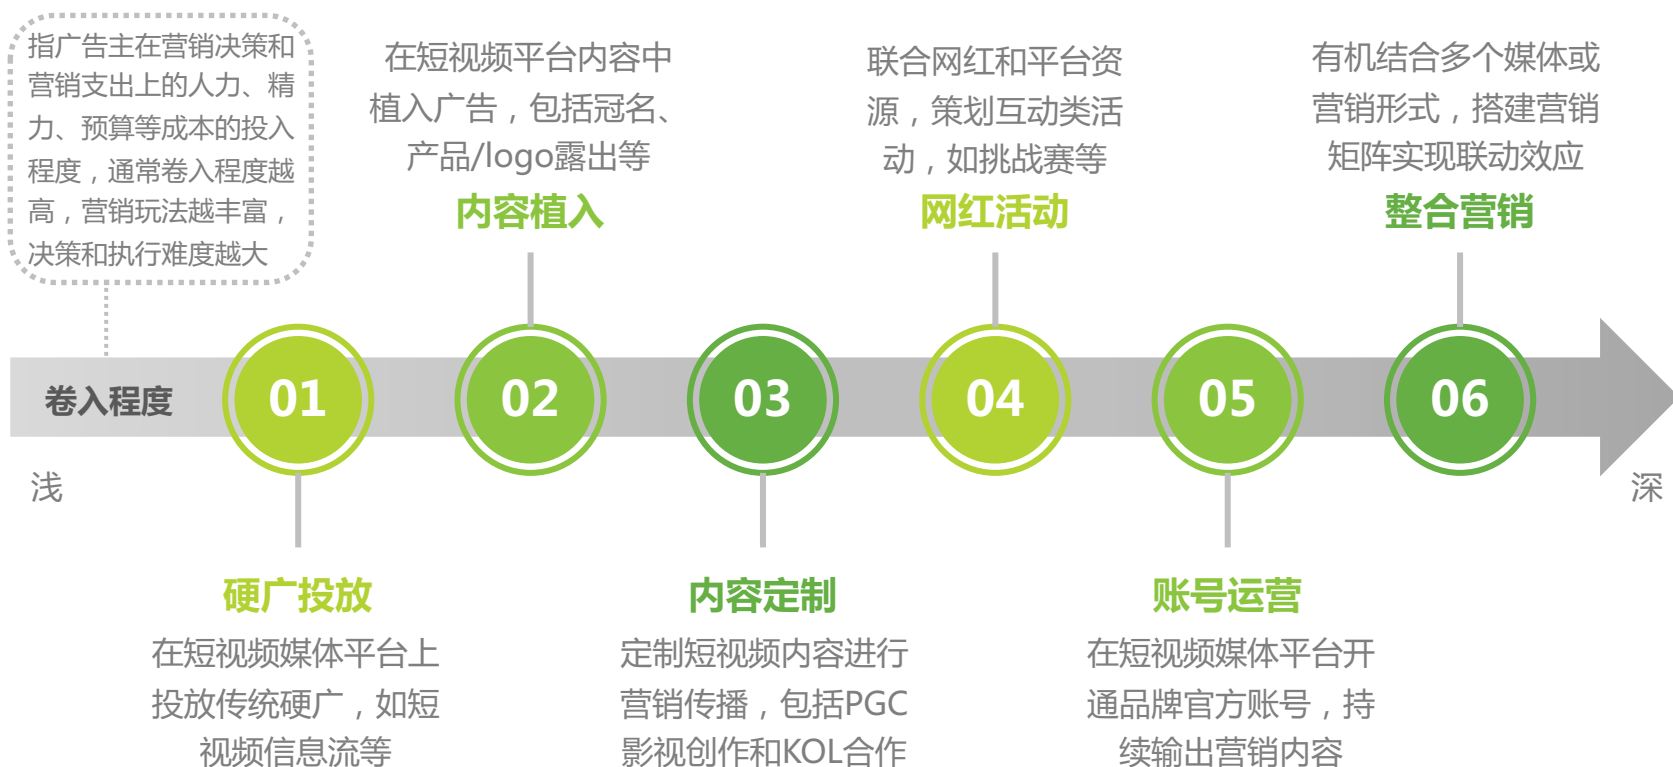 指广告主在营销决策和
营销支出上的人力、精
力、预算等成本的投入
程度，通常卷入程度越
高，营销玩法越丰富，
决策和执行难度越大
在短视频平台内容中
植入广告，包括冠名、
产品/logo露出等
内容植入
联合网红和平台资
源，策划互动类活
动，如挑战赛等
网红活动
有机结合多个媒体或
营销形式，搭建营销
矩阵实现联动效应
整合营销
卷入程度
01
02
03
04
05
06
浅
深
硬广投放
在短视频媒体平台上
投放传统硬广，如短
视频信息流等
内容定制
定制短视频内容进行
营销传播，包括PGC
影视创作和KOL合作
账号运营
在短视频媒体平台开
通品牌官方账号，持
续输出营销内容